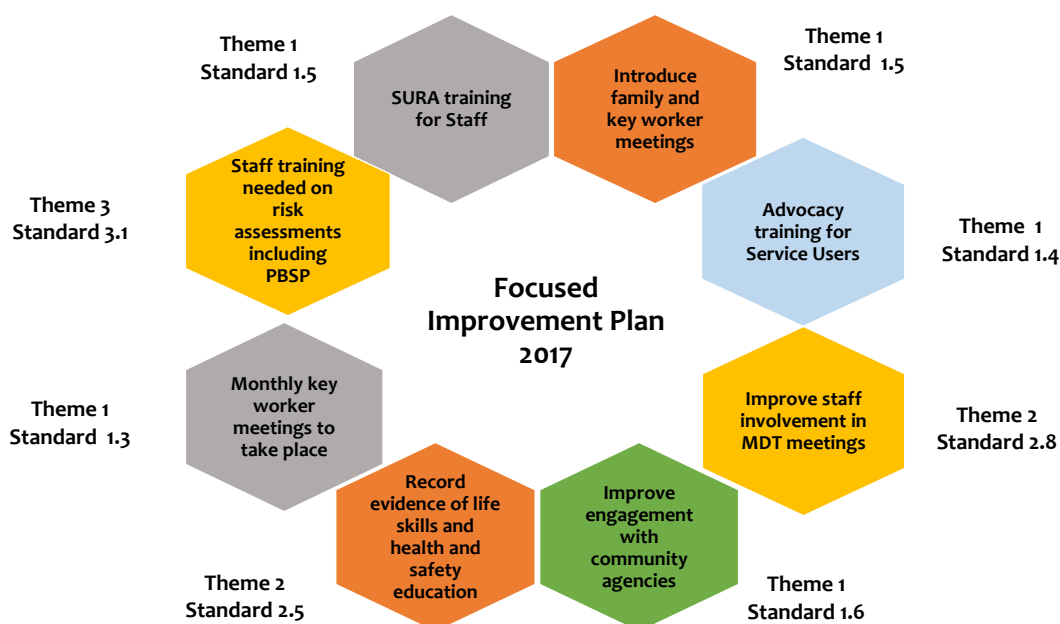 Theme 1
Standard 1.5
SURA training
for Staff
Introduce
family and
key worker
meetings
Theme 1
Standard 1.5
Staff training
needed on
risk
assessments
including
PBSP
Theme 3
Standard 3.1
Advocacy
training for
Service Users
Theme 1
Standard 1.4
Focused
Improvement Plan
2017
Monthly key
worker
meetings to
take place
Theme 1
Standard 1.3
Improve staff
involvement in
MDT meetings
Theme 2
Standard 2.8
Record
evidence of life
skills and
health and
safety
education
Theme 2
Standard 2.5
Improve
engagement
with
community
agencies
Theme 1
Standard 1.6